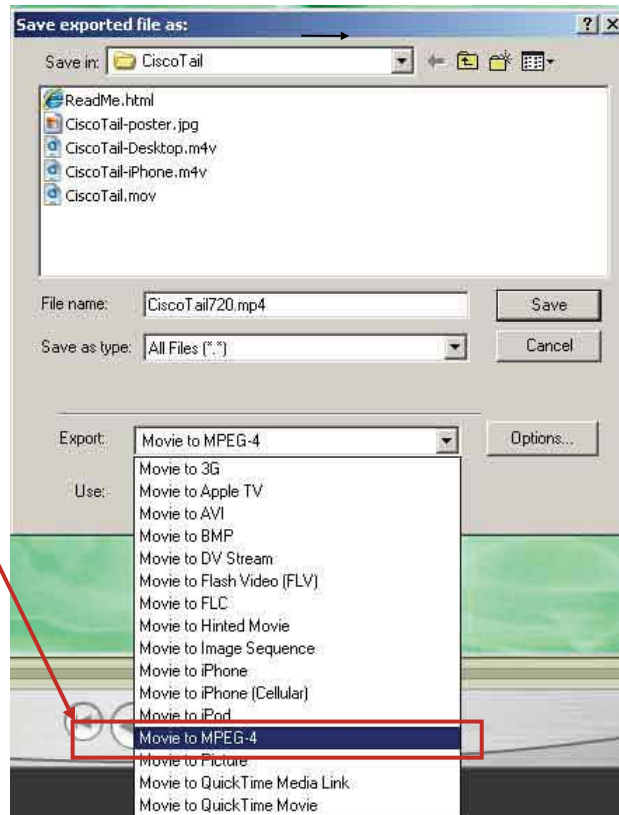 Save exported file as:
Save in: CiscoTail
ReadMe.html
CiscoTail-poster.jpg
CiscoTail-Desktop.m4v
CiscoTail-iPhone.m4v
CiscoTail.mov
File name: CiscoTail720.mp4 Save
Save as type: All Files (*.*) Cancel
Export: Movie to MPEG-4 Options...
Use:
Movie to 3G
Movie to Apple TV
Movie to AVI
Movie to BMP
Movie to DV Stream
Movie to Flash Video (FLV)
Movie to FLC
Movie to Hinted Movie
Movie to Image Sequence
Movie to iPhone
Movie to iPhone (Cellular)
Movie to iPod
Movie to MPEG-4
Movie to Picture
Movie to QuickTime Media Link
Movie to QuickTime Movie